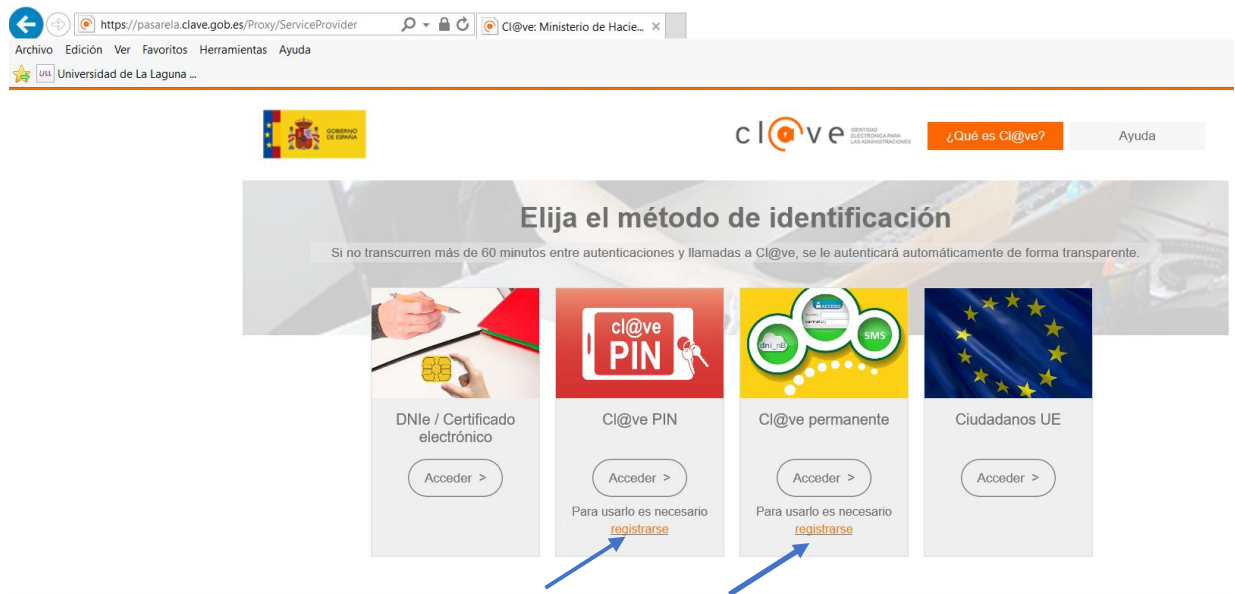 https://pasarela.clave.gob.es/Proxy/ServiceProvider
Cl@ve: Ministerio de Hacie...
Archivo Edición Ver Favoritos Herramientas Ayuda
ULL Universidad de La Laguna ...
GOBIERNO
DE ESPAÑA
cl@ve
IDENTIDAD
ELECTRÓNICA PARA
LAS ADMINISTRACIONES
¿Qué es Cl@ve?
Ayuda
Elija el método de identificación
Si no transcurren más de 60 minutos entre autenticaciones y llamadas a Cl@ve, se le autenticará automáticamente de forma transparente.
cl@ve
PIN
ACCESO
dni_nB
SMS
DNIe / Certificado
electrónico
Acceder >
Cl@ve PIN
Acceder >
Para usarlo es necesario
registrarse
Cl@ve permanente
Acceder >
Para usarlo es necesario
registrarse
Ciudadanos UE
Acceder >